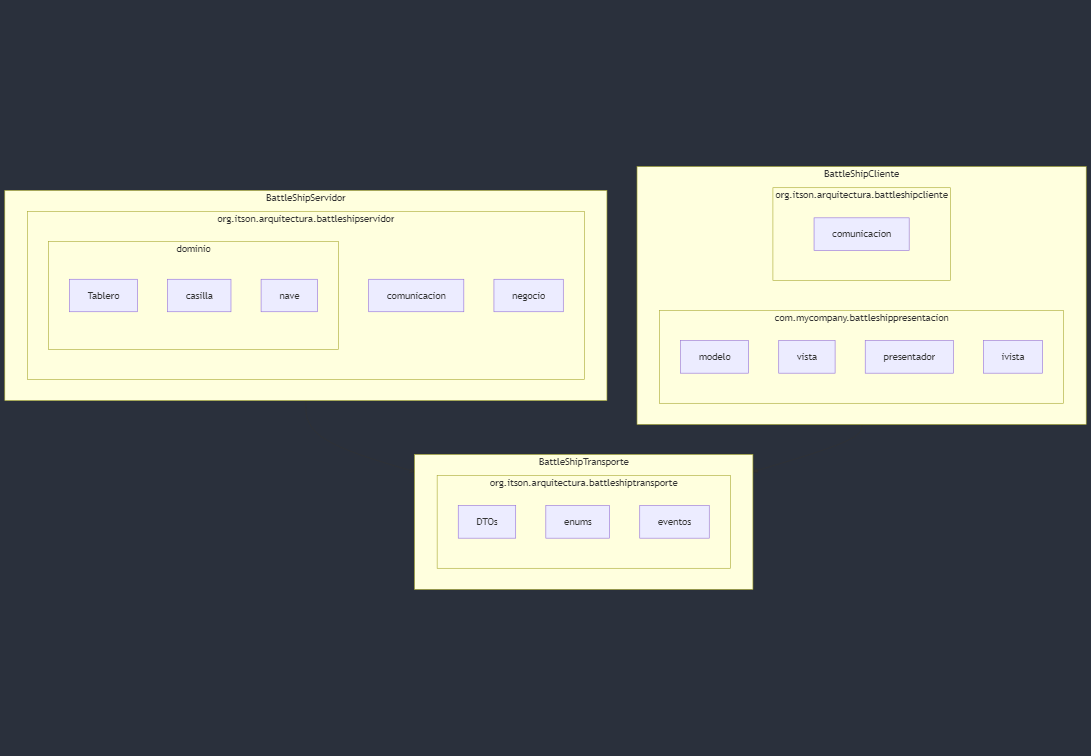 BattleShipServidor
org.itson.arquitectura.battleshipservidor
dominio
Tablero
casilla
nave
comunicacion
negocio
BattleShipCliente
org.itson.arquitectura.battleshipcliente
comunicacion
com.mycompany.battleshippresentacion
modelo
vista
presentador
ivista
BattleShipTransporte
org.itson.arquitectura.battleshiptransporte
DTOs
enums
eventos